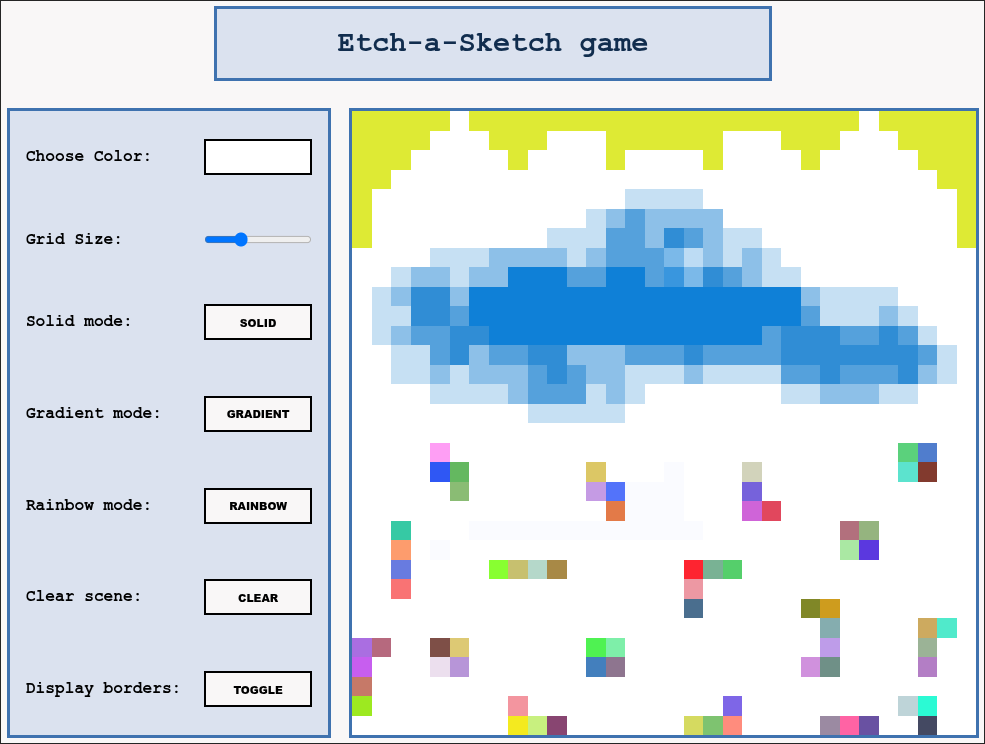 Etch-a-Sketch game
Choose Color:
Grid Size:
Solid mode: SOLID
Gradient mode: GRADIENT
Rainbow mode: RAINBOW
Clear scene: CLEAR
Display borders: TOGGLE